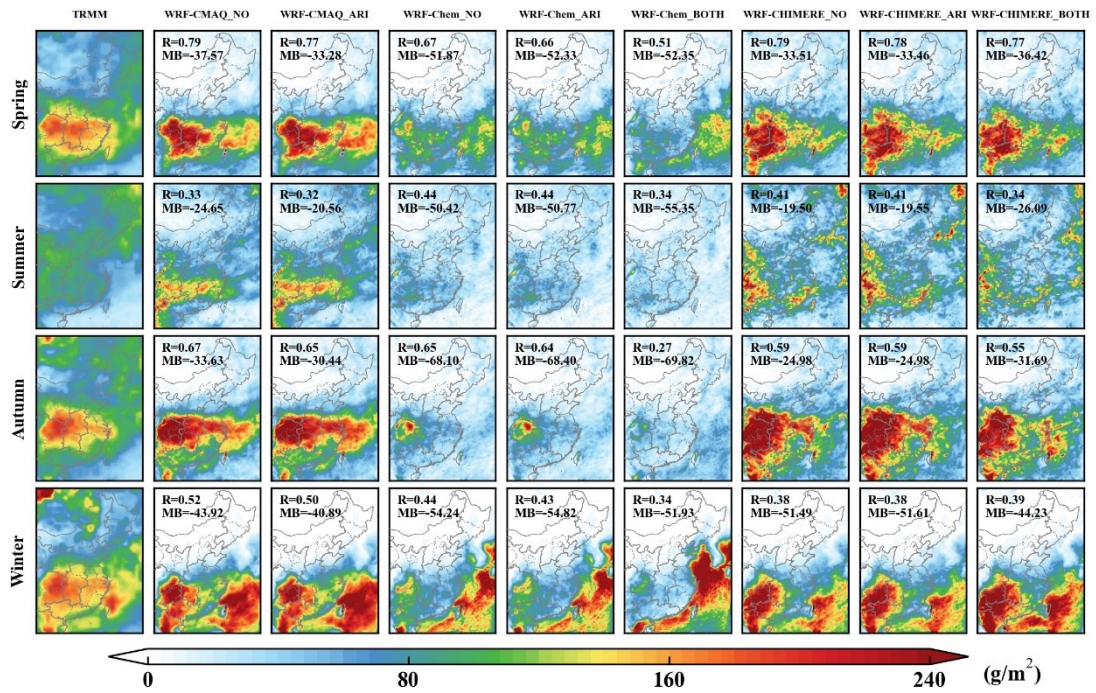 TRMM WRF-CMAQ_NO WRF-CMAQ_ARI WRF-Chem_NO WRF-Chem_ARI WRF-Chem_BOTH WRF-CHIMERE_NO WRF-CHIMERE_ARI WRF-CHIMERE_BOTH
Spring
R=0.79 R=0.77 R=0.67 R=0.66 R=0.51 R=0.79 R=0.78 R=0.77
MB=-37.57 MB=-33.28 MB=-51.87 MB=-52.33 MB=-52.35 MB=-33.51 MB=-33.46 MB=-36.42
Summer
R=0.33 R=0.32 R=0.44 R=0.44 R=0.34 R=0.41 R=0.41 R=0.34
MB=-24.65 MB=-20.56 MB=-50.42 MB=-50.77 MB=-55.35 MB=-19.50 MB=-19.55 MB=-26.09
Autumn
R=0.67 R=0.65 R=0.65 R=0.64 R=0.27 R=0.59 R=0.59 R=0.55
MB=-33.63 MB=-30.44 MB=-68.10 MB=-68.40 MB=-69.82 MB=-24.98 MB=-24.98 MB=-31.69
Winter
R=0.52 R=0.50 R=0.44 R=0.43 R=0.34 R=0.38 R=0.38 R=0.39
MB=-43.92 MB=-40.89 MB=-54.24 MB=-54.82 MB=-51.93 MB=-51.49 MB=-51.61 MB=-44.23
0 80 160 240 (g/m²)